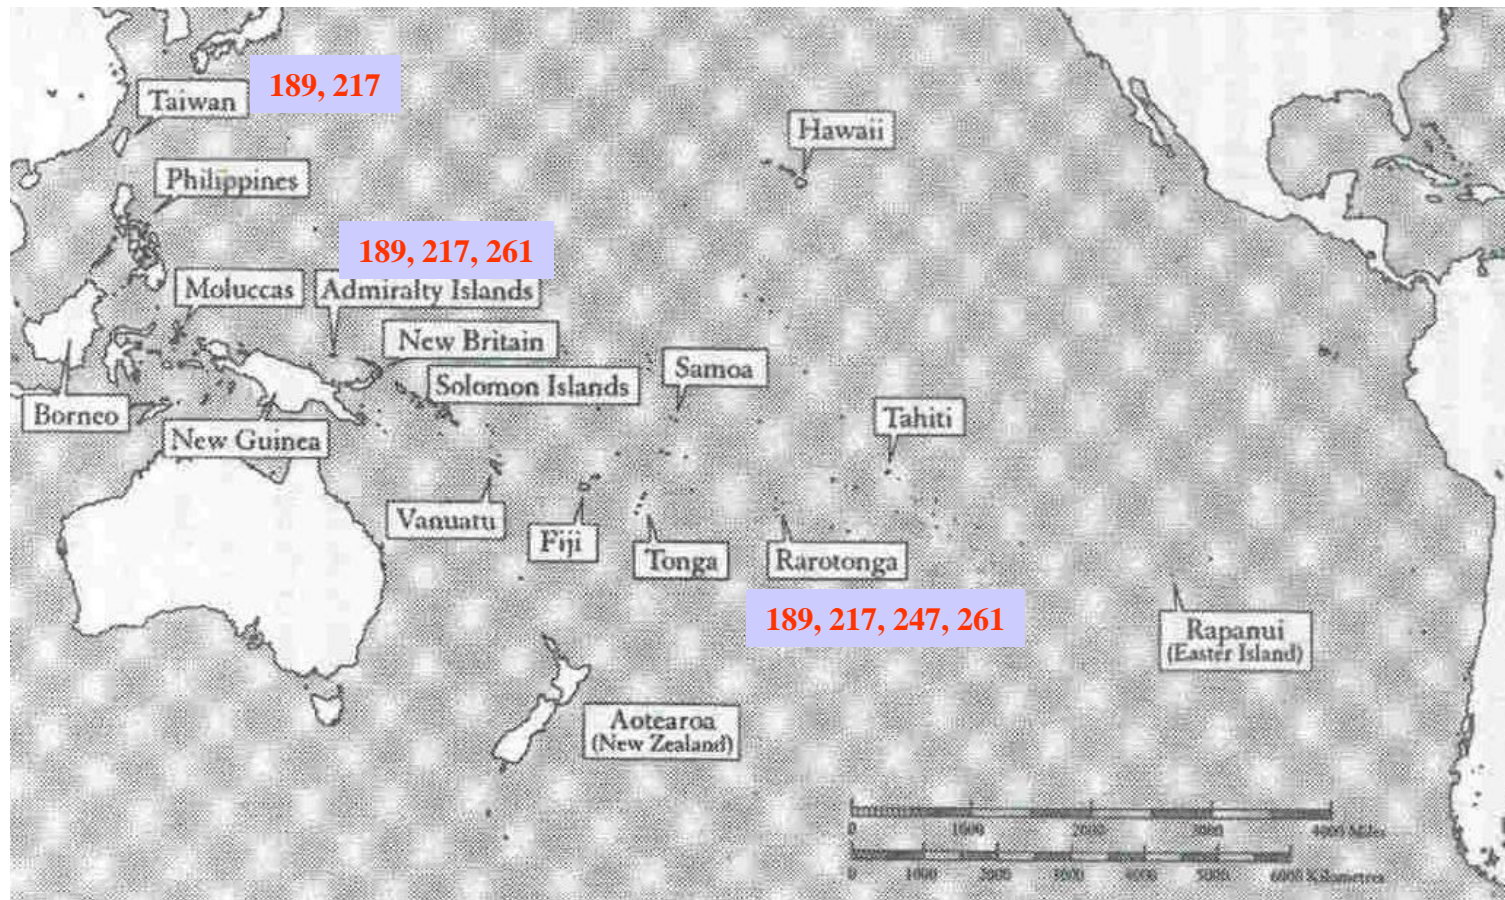 189, 217
Taiwan
Hawaii
Philippines
189, 217, 261
Moluccas
Admiralty Islands
New Britain
Samoa
Solomon Islands
Borneo
Tahiti
New Guinea
Vanuatu
Fiji
Tonga
Rarotonga
189, 217, 247, 261
Rapanui
(Easter Island)
Aotearoa
(New Zealand)
0 1000 2000 3000 4000 Miles
0 1000 2000 3000 4000 5000 6000 Kilometres